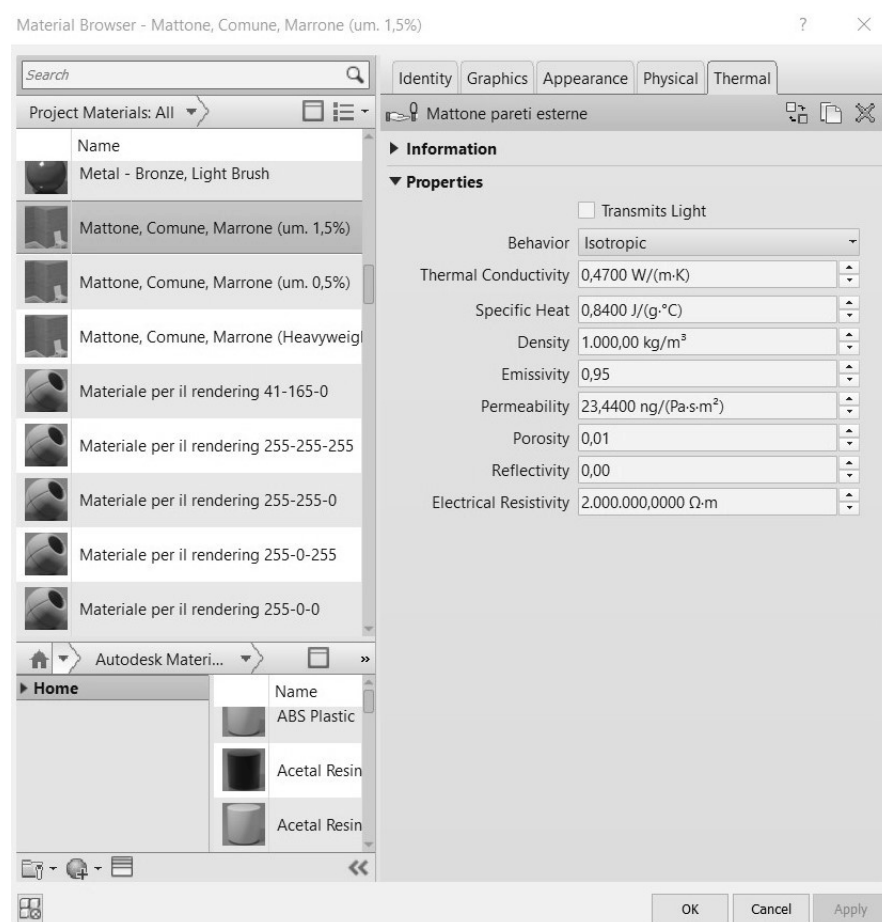 Material Browser - Mattone, Comune, Marrone (um. 1,5%)
?
Search
Project Materials: All
Name
Metal - Bronze, Light Brush
Mattone, Comune, Marrone (um. 1,5%)
Mattone, Comune, Marrone (um. 0,5%)
Mattone, Comune, Marrone (Heavyweigl
Materiale per il rendering 41-165-0
Materiale per il rendering 255-255-255
Materiale per il rendering 255-255-0
Materiale per il rendering 255-0-255
Materiale per il rendering 255-0-0
Autodesk Materi...
»
Home
Name
ABS Plastic
Acetal Resin
Acetal Resin
Identity Graphics Appearance Physical Thermal
Mattone pareti esterne
Information
Properties
Transmits Light
Behavior Isotropic
Thermal Conductivity 0,4700 W/(m·K)
Specific Heat 0,8400 J/(g·°C)
Density 1.000,00 kg/m³
Emissivity 0,95
Permeability 23,4400 ng/(Pa·s·m²)
Porosity 0,01
Reflectivity 0,00
Electrical Resistivity 2.000.000,0000 Ω·m
OK Cancel Apply